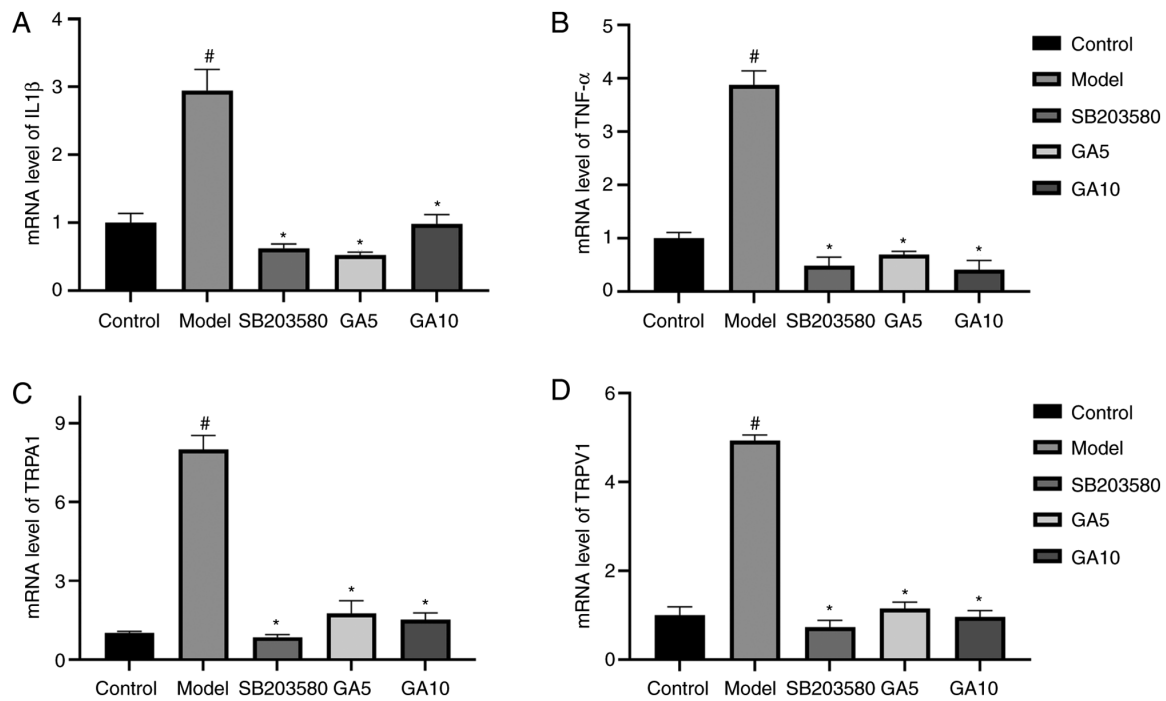 A
mRNA level of IL1β
4
3
2
1
0
#
*
*
*
Control Model SB203580 GA5 GA10
B
mRNA level of TNF-α
5
4
3
2
1
0
#
*
*
*
Control Model SB203580 GA5 GA10
Control
Model
SB203580
GA5
GA10
C
mRNA level of TRPA1
9
6
3
0
#
*
*
*
Control Model SB203580 GA5 GA10
D
mRNA level of TRPV1
6
4
2
0
#
*
*
*
Control Model SB203580 GA5 GA10
Control
Model
SB203580
GA5
GA10